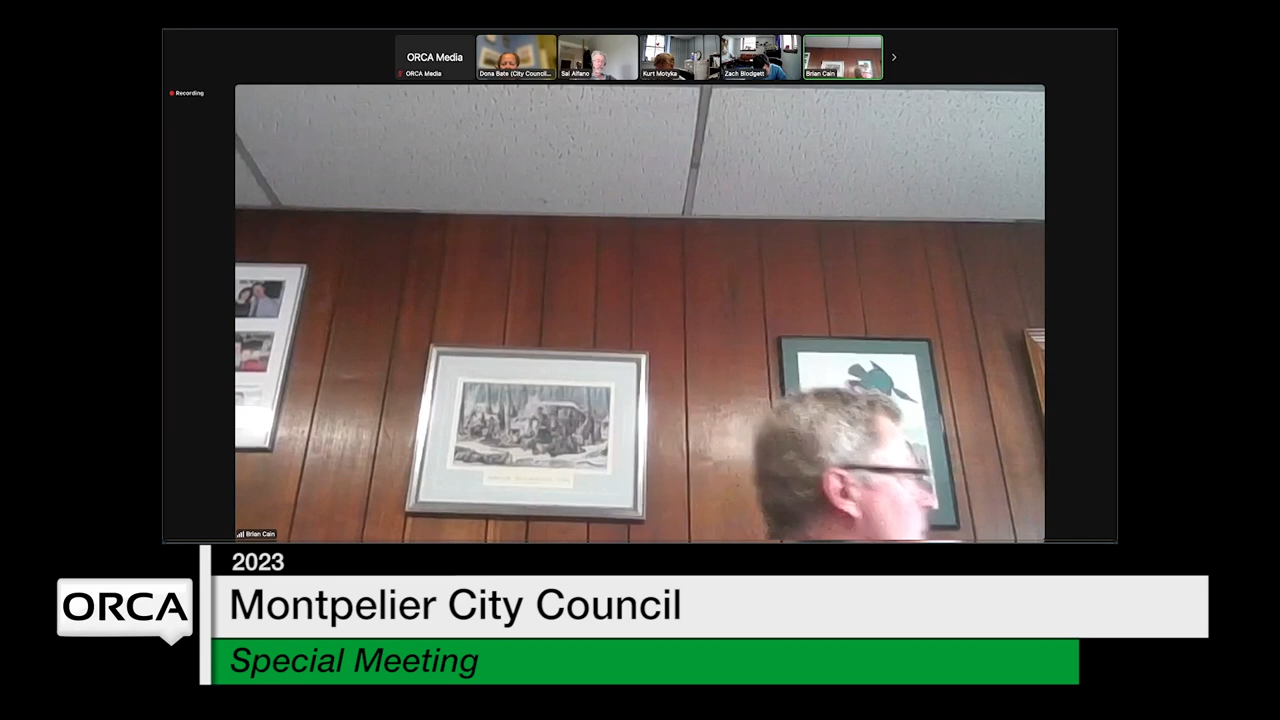 ORCA Media
ORCA Media
Dona Bate (City Council...
Sal Alfano
Kurt Motyka
Zach Blodgett
Brian Cain
Recording
Brian Cain
2023
ORCA
Montpelier City Council
Special Meeting